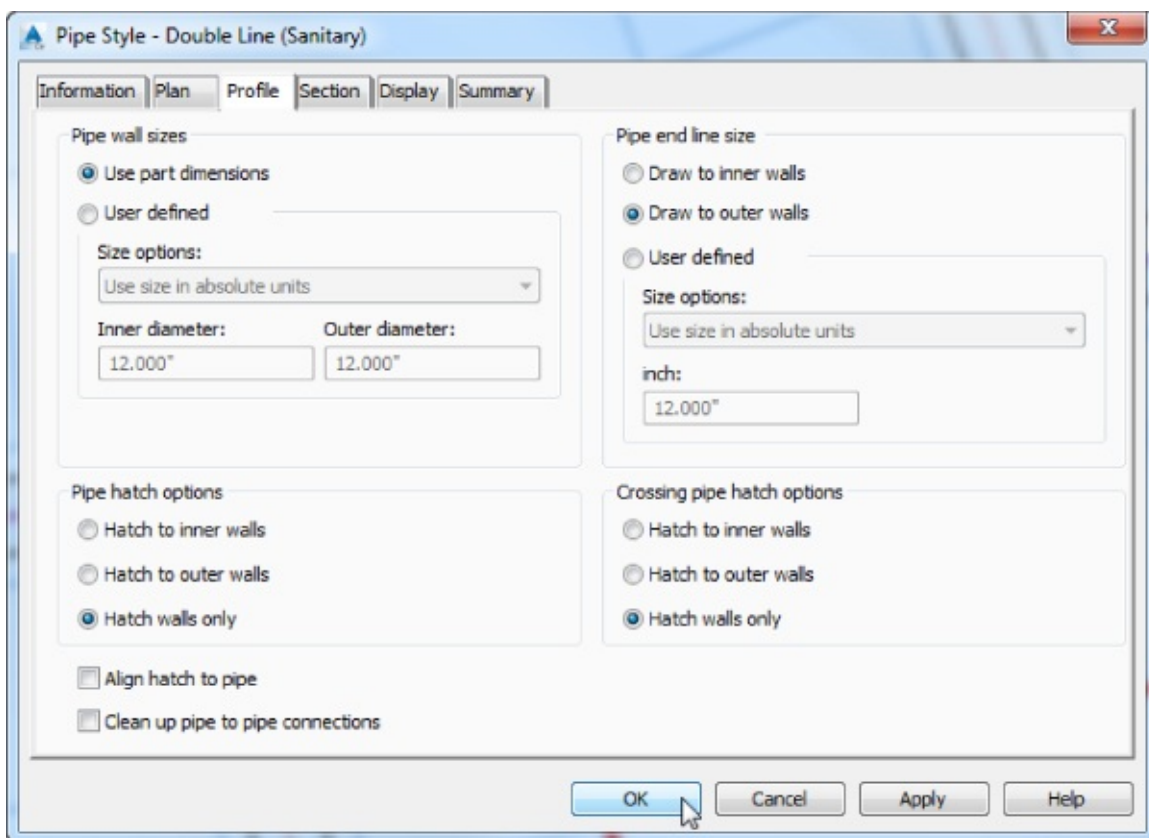 Pipe Style - Double Line (Sanitary)
Information Plan Profile Section Display Summary
Pipe wall sizes
Use part dimensions
User defined
Size options:
Use size in absolute units
Inner diameter: Outer diameter:
12.000" 12.000"
Pipe end line size
Draw to inner walls
Draw to outer walls
User defined
Size options:
Use size in absolute units
inch:
12.000"
Pipe hatch options
Hatch to inner walls
Hatch to outer walls
Hatch walls only
Crossing pipe hatch options
Hatch to inner walls
Hatch to outer walls
Hatch walls only
Align hatch to pipe
Clean up pipe to pipe connections
OK Cancel Apply Help